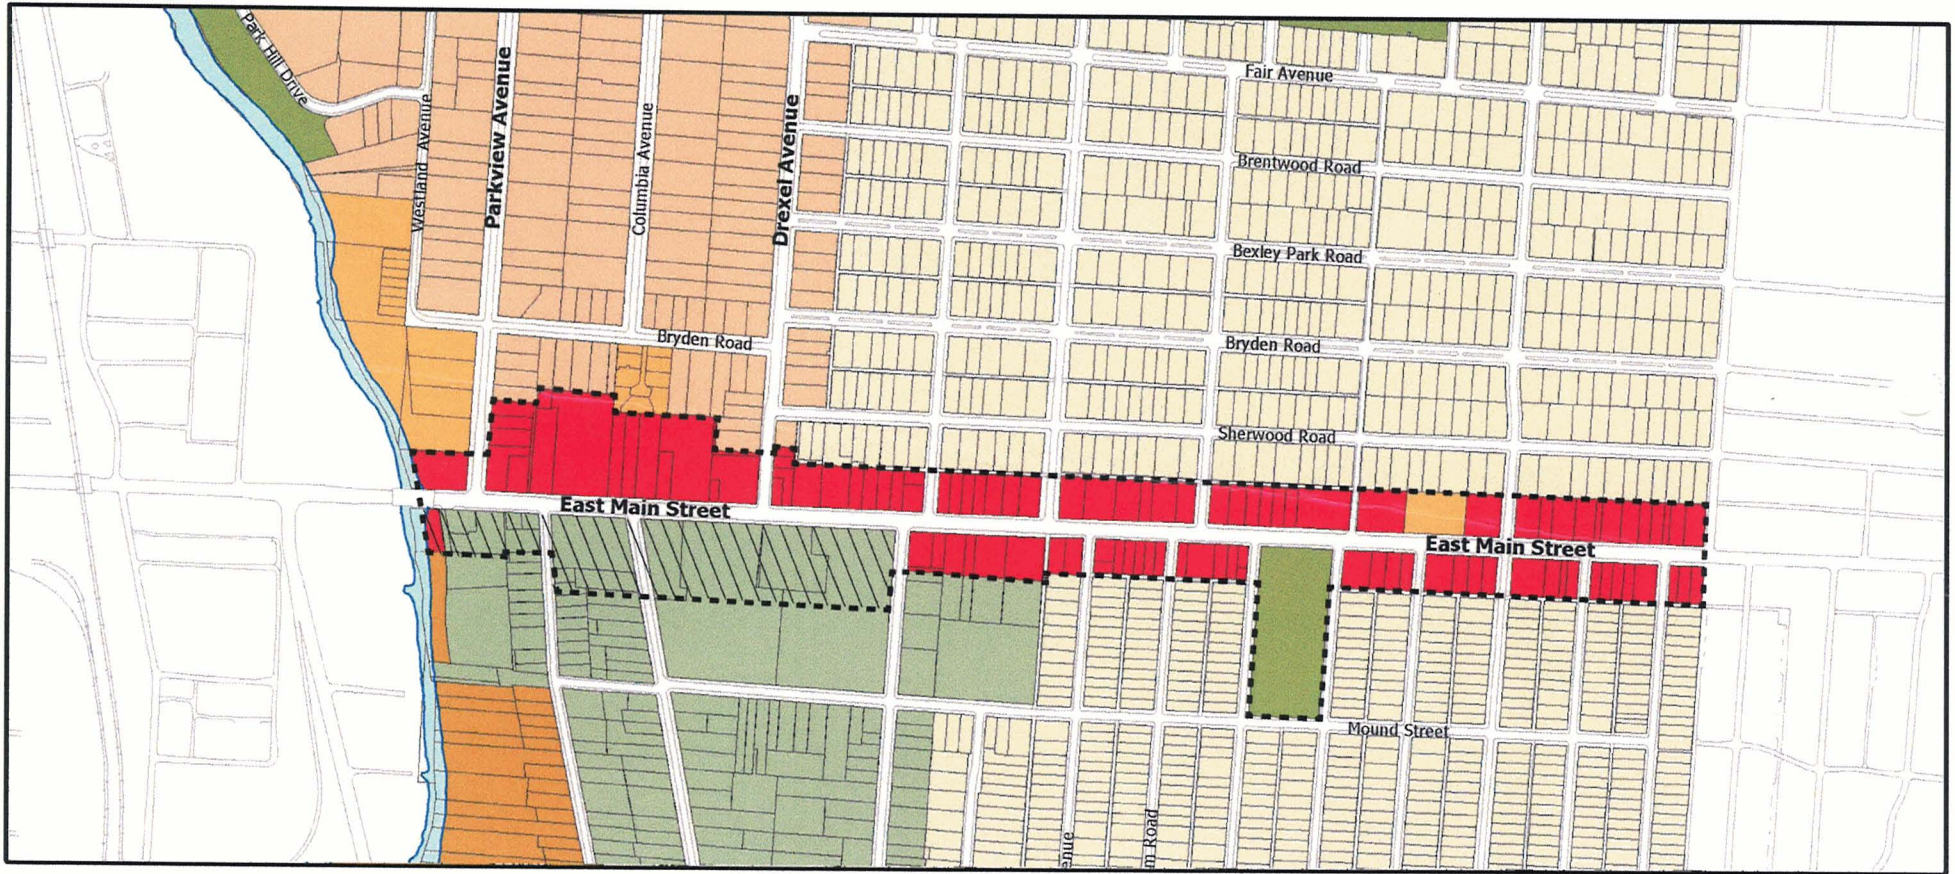 Park Hill Drive
Westland Avenue
Parkview Avenue
Columbia Avenue
Drexel Avenue
Fair Avenue
Brentwood Road
Bexley Park Road
Bryden Road
Bryden Road
Sherwood Road
East Main Street
East Main Street
Mound Street
Road